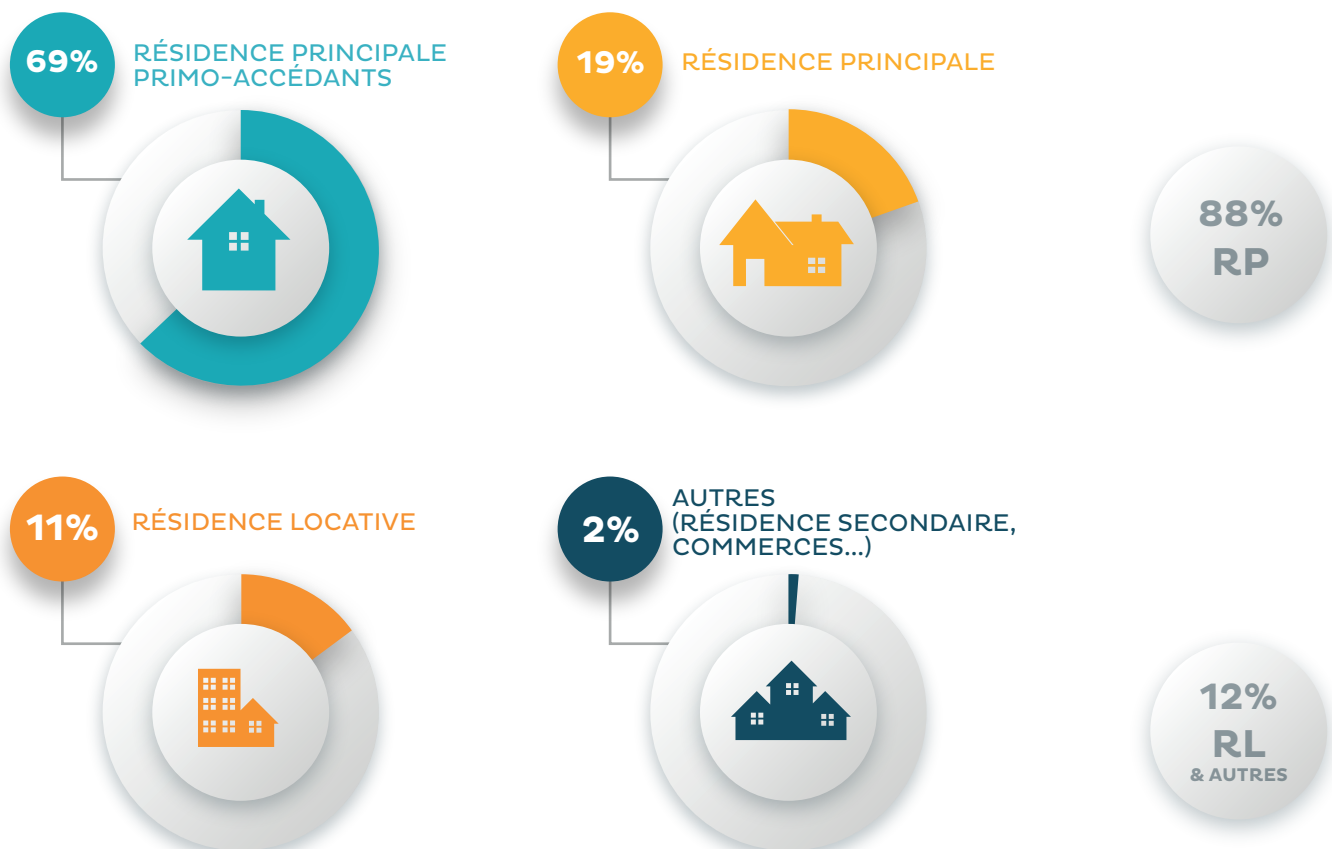 69%
RÉSIDENCE PRINCIPALE
PRIMO-ACCÉDANTS
19%
RÉSIDENCE PRINCIPALE
88%
RP
11%
RÉSIDENCE LOCATIVE
2%
AUTRES
(RÉSIDENCE SECONDAIRE,
COMMERCES...)
12%
RL
& AUTRES